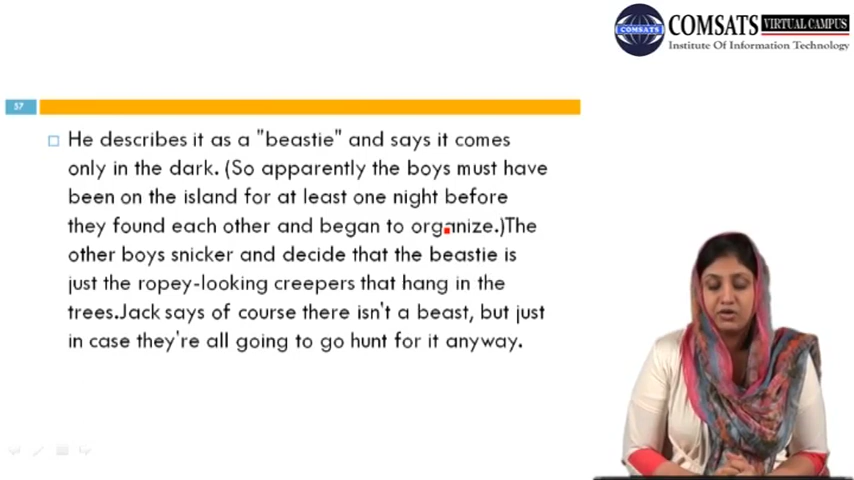 COMSATS
COMSATS VIRTUAL CAMPUS
Institute Of Information Technology
57
He describes it as a "beastie" and says it comes
only in the dark. (So apparently the boys must have
been on the island for at least one night before
they found each other and began to organize.)The
other boys snicker and decide that the beastie is
just the ropey-looking creepers that hang in the
trees.Jack says of course there isn't a beast, but just
in case they're all going to go hunt for it anyway.